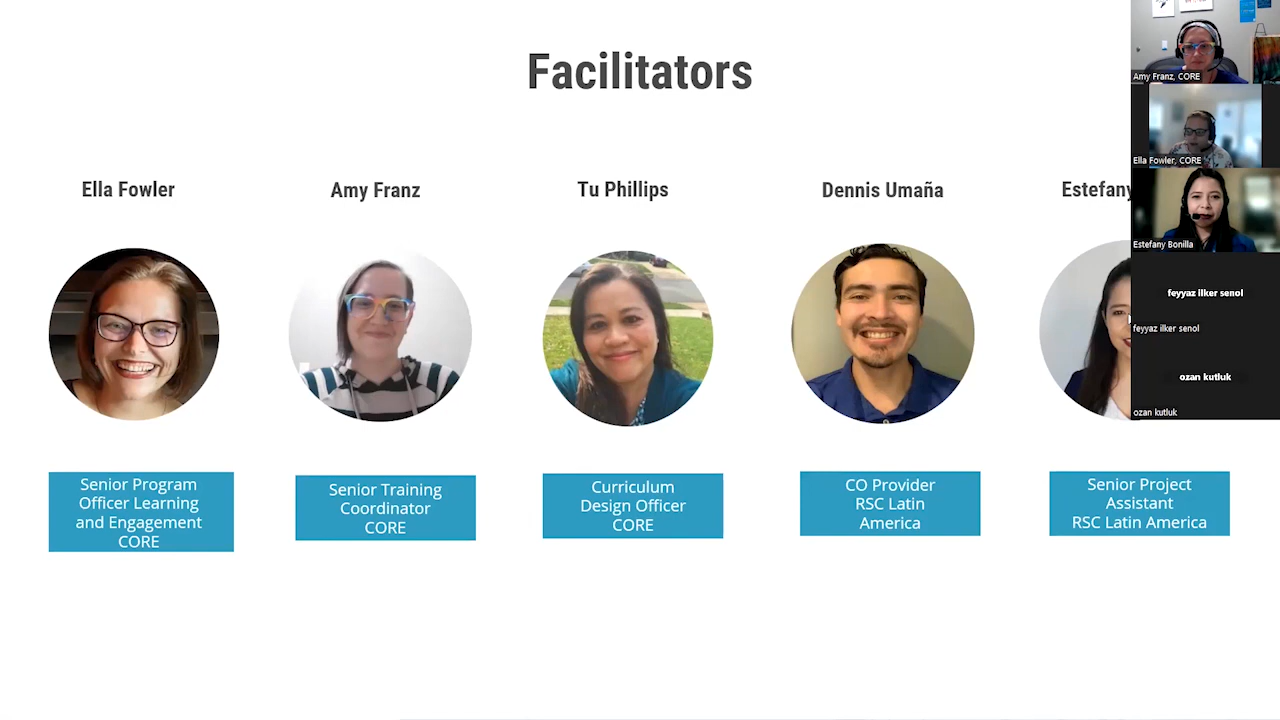 Facilitators
Ella Fowler
Amy Franz
Tu Phillips
Dennis Umaña
Estefany
Senior Program
Officer Learning
and Engagement
CORE
Senior Training
Coordinator
CORE
Curriculum
Design Officer
CORE
CO Provider
RSC Latin
America
Senior Project
Assistant
RSC Latin America
Amy Franz, CORE
Ella Fowler, CORE
Estefany Bonilla
feyyaz ilker senol
feyyaz ilker senol
ozan kutluk
ozan kutluk